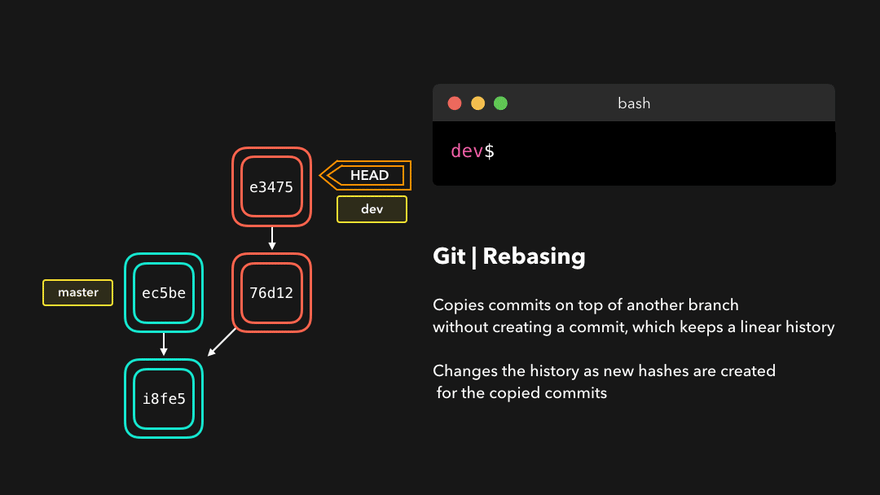 bash
dev$
e3475
HEAD
dev
master
ec5be
76d12
i8fe5
Git | Rebasing
Copies commits on top of another branch
without creating a commit, which keeps a linear history
Changes the history as new hashes are created
for the copied commits